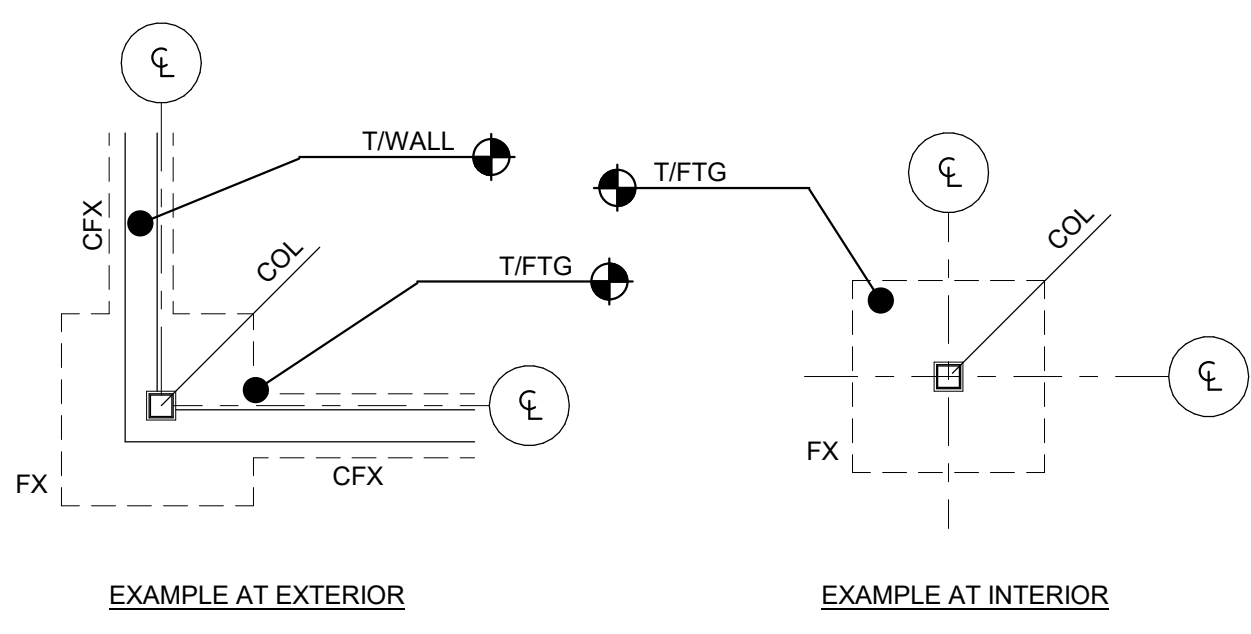 ℄
T/WALL
CFX
COL
T/FTG
℄
FX
CFX
EXAMPLE AT EXTERIOR
T/FTG
℄
COL
℄
FX
EXAMPLE AT INTERIOR